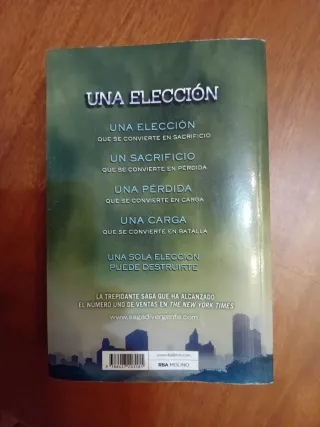 UNA ELECCIÓN
UNA ELECCIÓN
QUE SE CONVIERTE EN SACRIFICIO
UN SACRIFICIO
QUE SE CONVIERTE EN PÉRDIDA
UNA PÉRDIDA
QUE SE CONVIERTE EN CARGA
UNA CARGA
QUE SE CONVIERTE EN BATALLA
UNA SOLA ELECCIÓN
PUEDE DESTRUIRTE
LA TREPIDANTE SAGA QUE HA ALCANZADO
EL NÚMERO UNO DE VENTAS EN THE NEW YORK TIMES
www.sagadivergente.com
RBA MOLINO